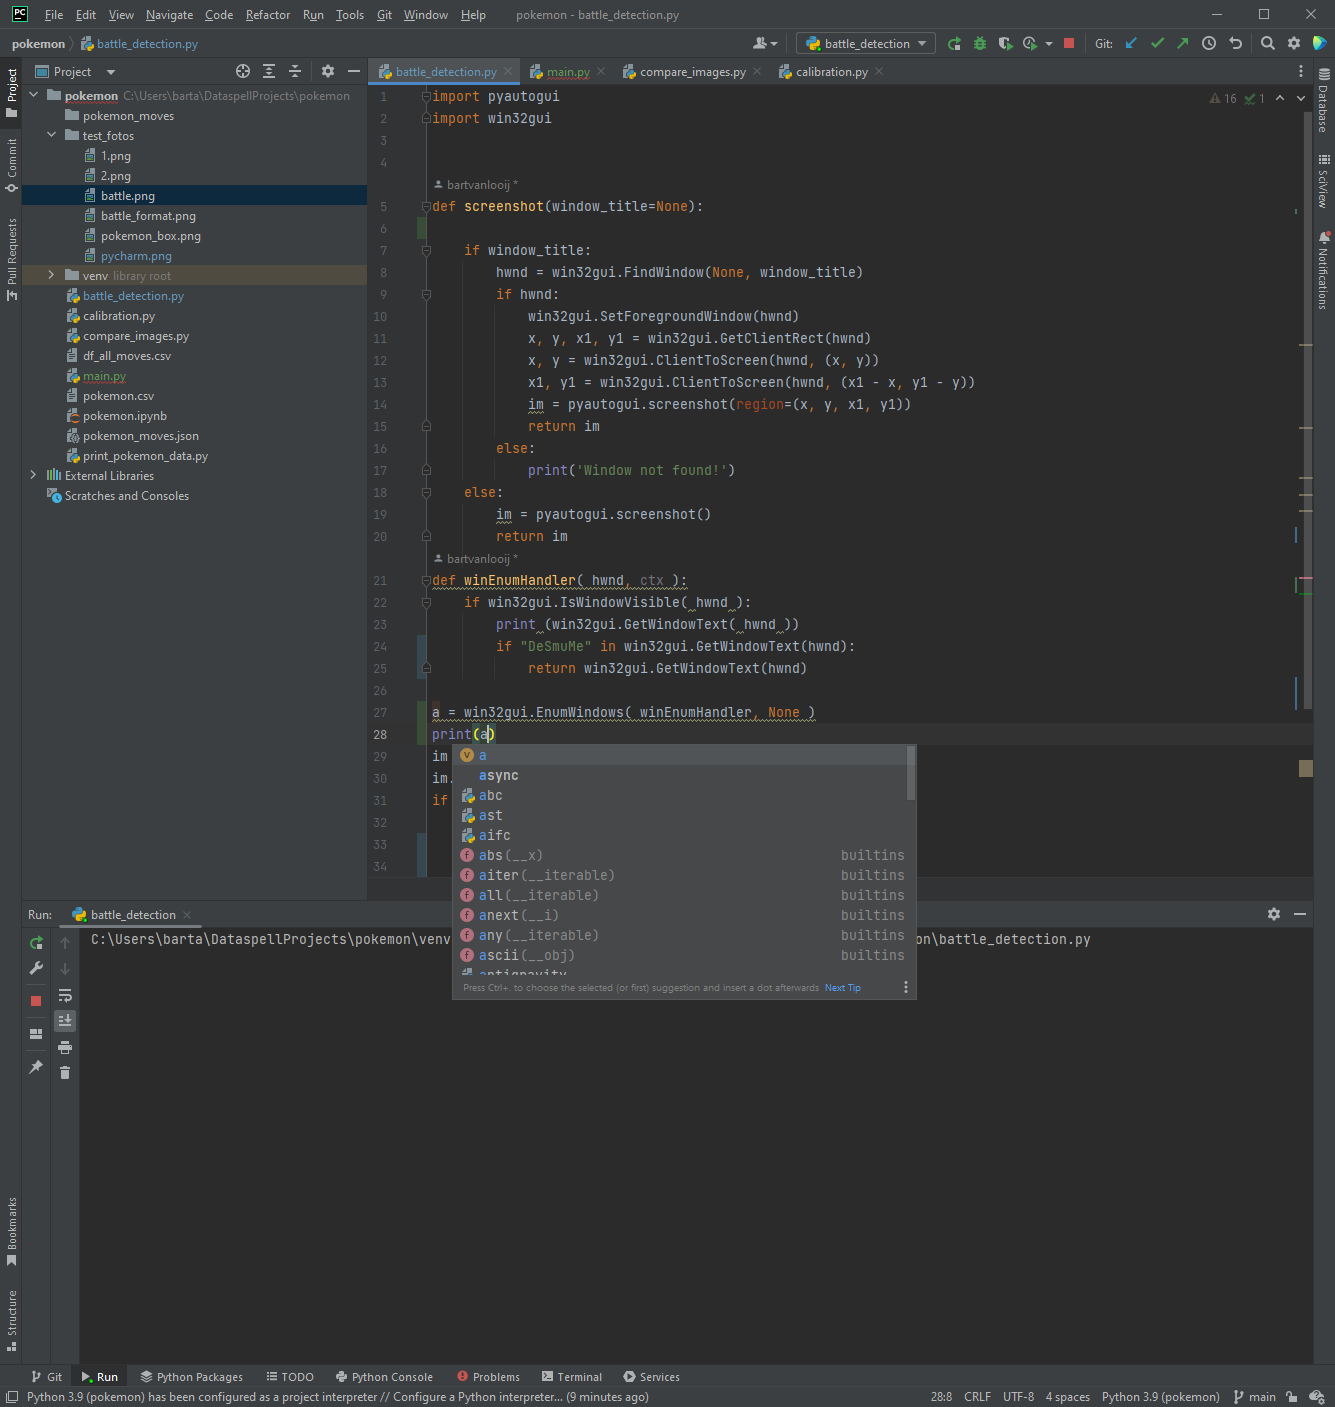 PC File Edit View Navigate Code Refactor Run Tools Git Window Help pokemon - battle_detection.py
pokemon battle_detection.py battle_detection Git:
Project battle_detection.py main.py compare_images.py calibration.py
Project
Commit
Pull Requests
Bookmarks
Structure
pokemon C:\Users\barta\DataspellProjects\pokemon
pokemon_moves
test_fotos
1.png
2.png
battle.png
battle_format.png
pokemon_box.png
pycharm.png
venv library root
battle_detection.py
calibration.py
compare_images.py
df_all_moves.csv
main.py
pokemon.csv
pokemon.ipynb
pokemon_moves.json
print_pokemon_data.py
External Libraries
Scratches and Consoles
16 1
1 import pyautogui
2 import win32gui
3
4
bartvanlooij *
5 def screenshot(window_title=None):
6
7 if window_title:
8 hwnd = win32gui.FindWindow(None, window_title)
9 if hwnd:
10 win32gui.SetForegroundWindow(hwnd)
11 x, y, x1, y1 = win32gui.GetClientRect(hwnd)
12 x, y = win32gui.ClientToScreen(hwnd, (x, y))
13 x1, y1 = win32gui.ClientToScreen(hwnd, (x1 - x, y1 - y))
14 im = pyautogui.screenshot(region=(x, y, x1, y1))
15 return im
16 else:
17 print('Window not found!')
18 else:
19 im = pyautogui.screenshot()
20 return im
bartvanlooij *
21 def winEnumHandler( hwnd, ctx ):
22 if win32gui.IsWindowVisible( hwnd ):
23 print (win32gui.GetWindowText( hwnd ))
24 if "DeSmuMe" in win32gui.GetWindowText(hwnd):
25 return win32gui.GetWindowText(hwnd)
26
27 a = win32gui.EnumWindows( winEnumHandler, None )
28 print(a)
29 im
30 im.
31 if
32
33
34
V a
async
abc
ast
aifc
f abs(__x) builtins
f aiter(__iterable) builtins
f all(__iterable) builtins
f anext(__i) builtins
f any(__iterable) builtins
f ascii(__obj) builtins
antigravity
Press Ctrl+. to choose the selected (or first) suggestion and insert a dot afterwards Next Tip
Database
SciView
Notifications
Run: battle_detection
C:\Users\barta\DataspellProjects\pokemon\venv
on\battle_detection.py
Git Run Python Packages TODO Python Console Problems Terminal Services
Python 3.9 (pokemon) has been configured as a project interpreter // Configure a Python interpreter... (9 minutes ago) 28:8 CRLF UTF-8 4 spaces Python 3.9 (pokemon) main